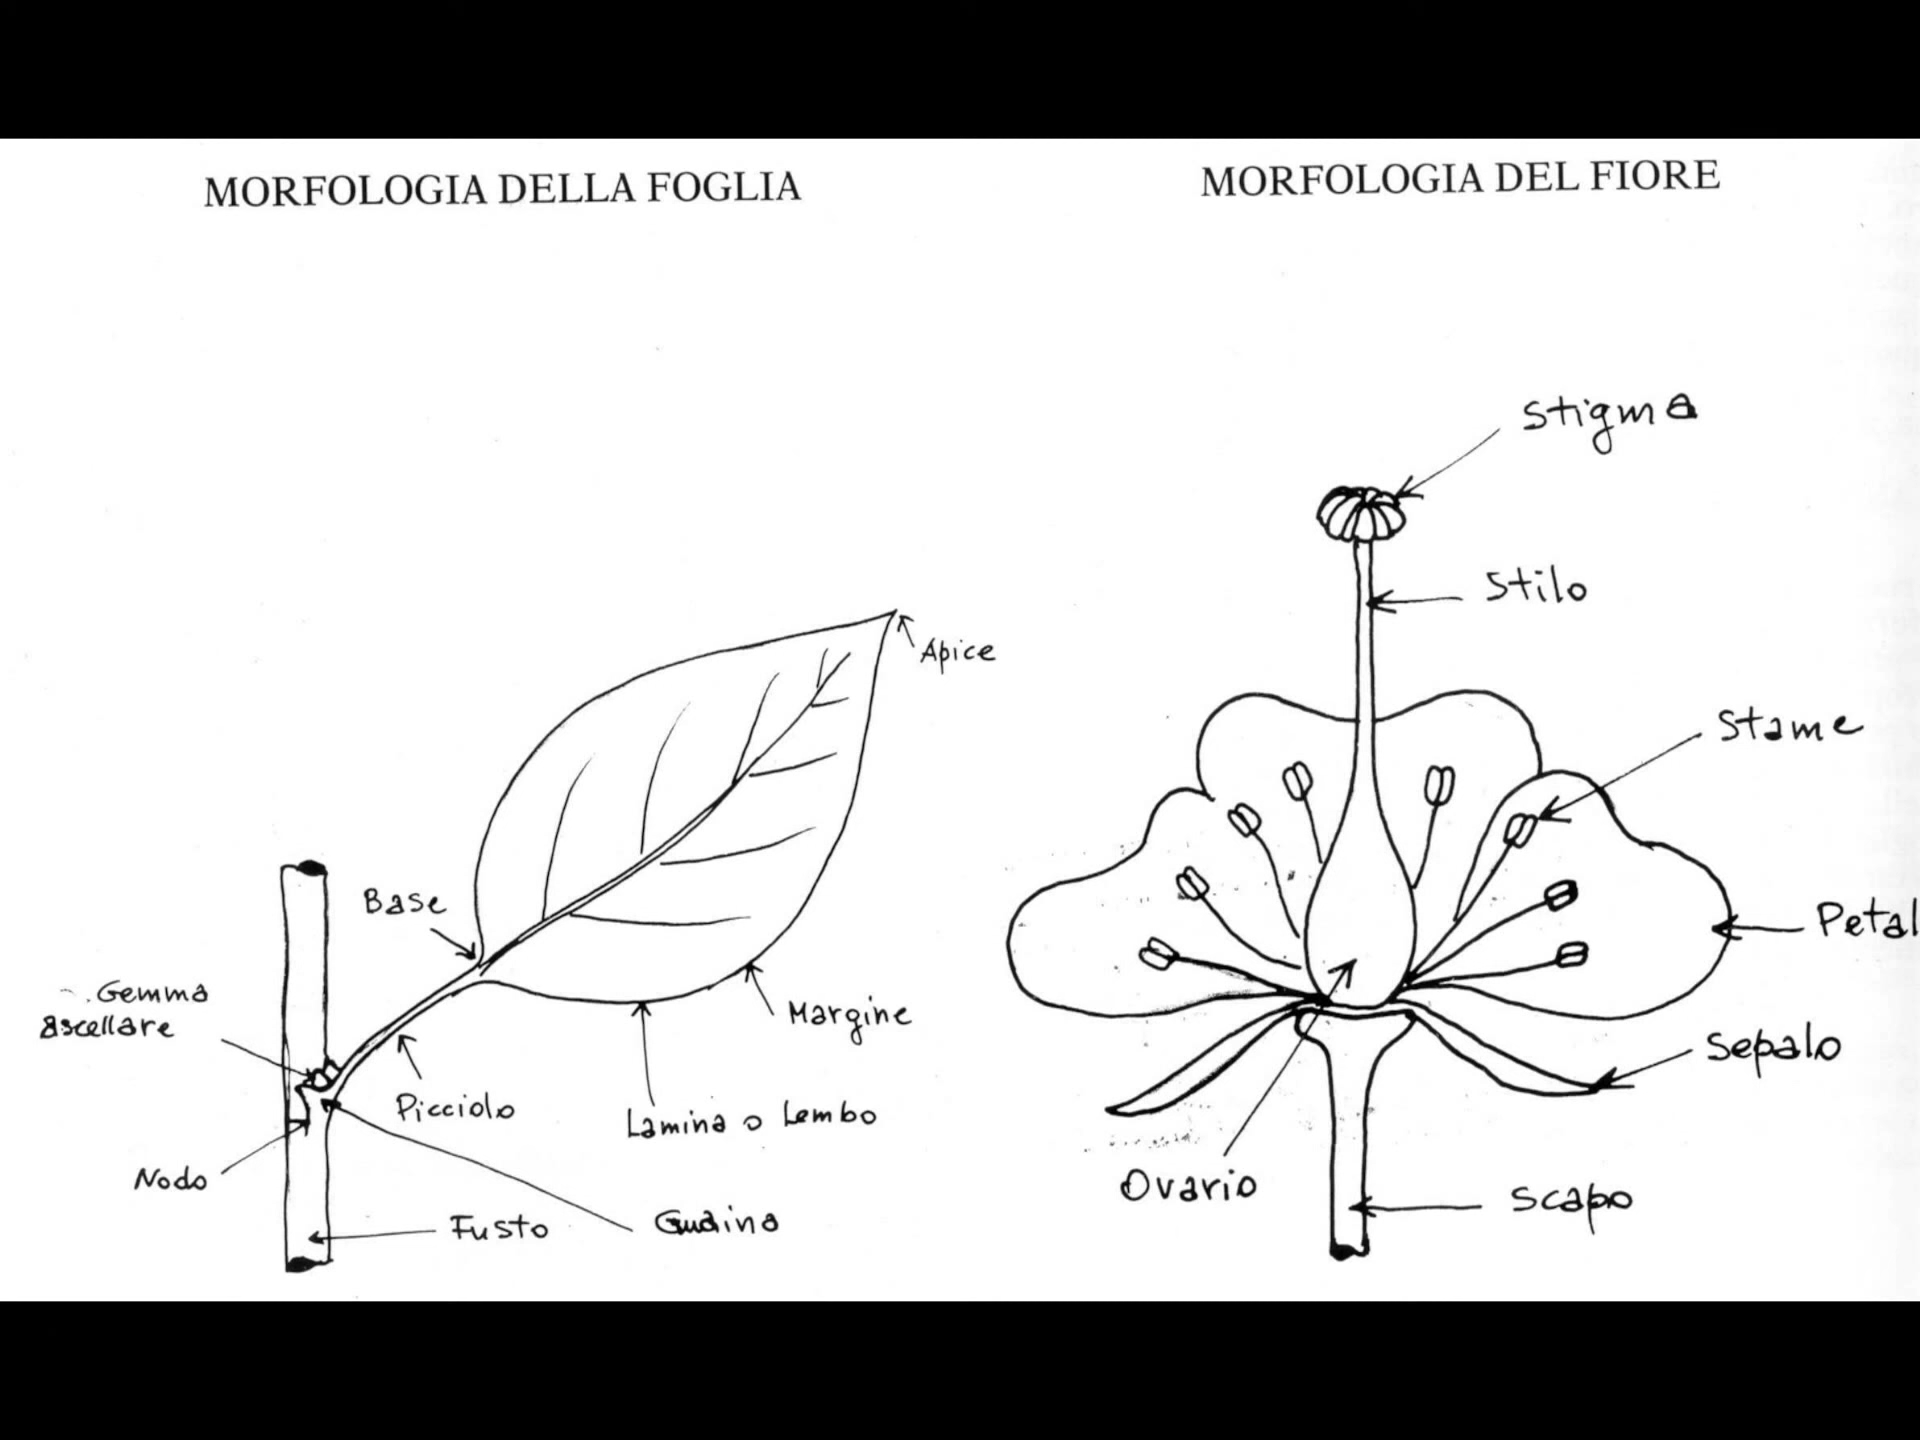 MORFOLOGIA DELLA FOGLIA
Apice
Base
Gemma
ascellare
Margine
Picciolo
Lamina o Lembo
Nodo
Fusto
MORFOLOGIA DEL FIORE
Stigma
Stilo
Stame
Petal
Sepalo
Ovario
Scapo